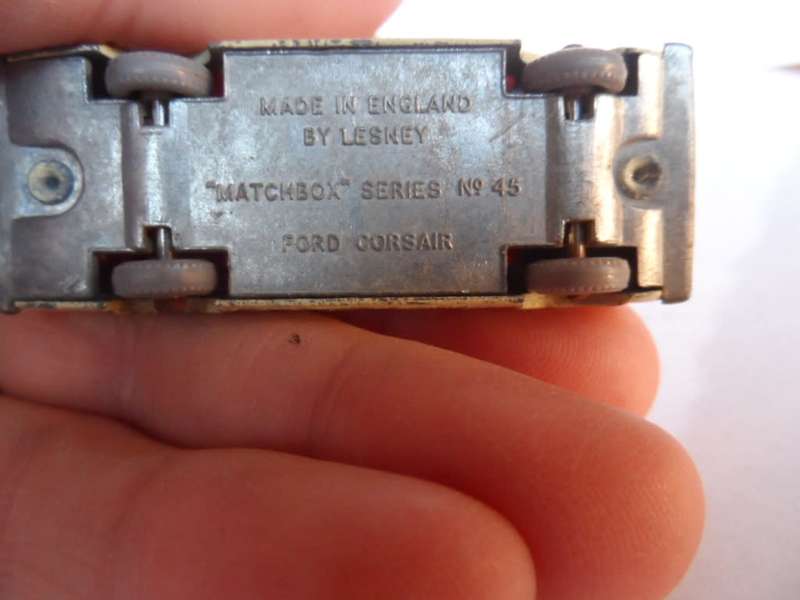 MADE IN ENGLAND
BY LESNEY
"MATCHBOX" SERIES Nº 45
FORD CORSAIR